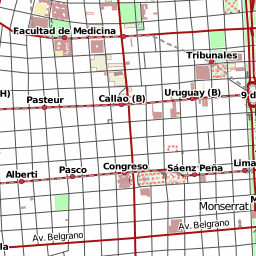 Facultad de Medicina
Tribunales
H)
Pasteur
Callao (B)
Uruguay (B)
9 d
Alberti
Pasco
Congreso
Sáenz Peña
Lima
Monserrat
M
Av. Belgrano
Av. Belgrano
la